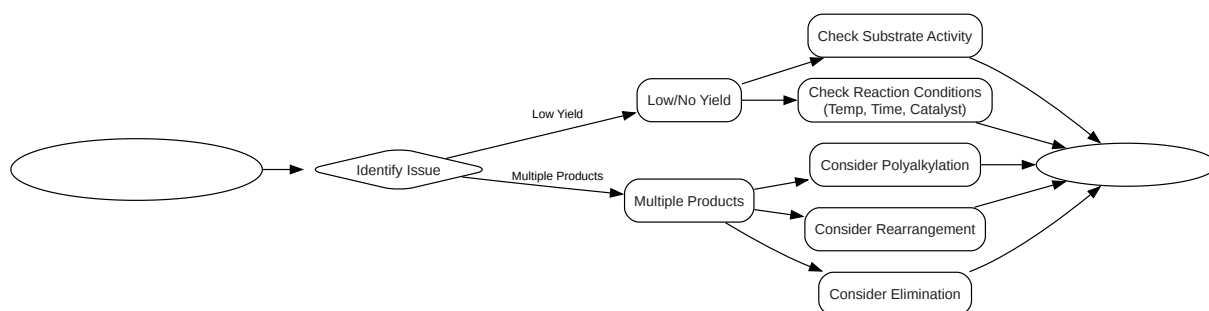 Identify Issue
Low Yield
Multiple Products
Low/No Yield
Multiple Products
Check Substrate Activity
Check Reaction Conditions
(Temp, Time, Catalyst)
Consider Polyalkylation
Consider Rearrangement
Consider Elimination